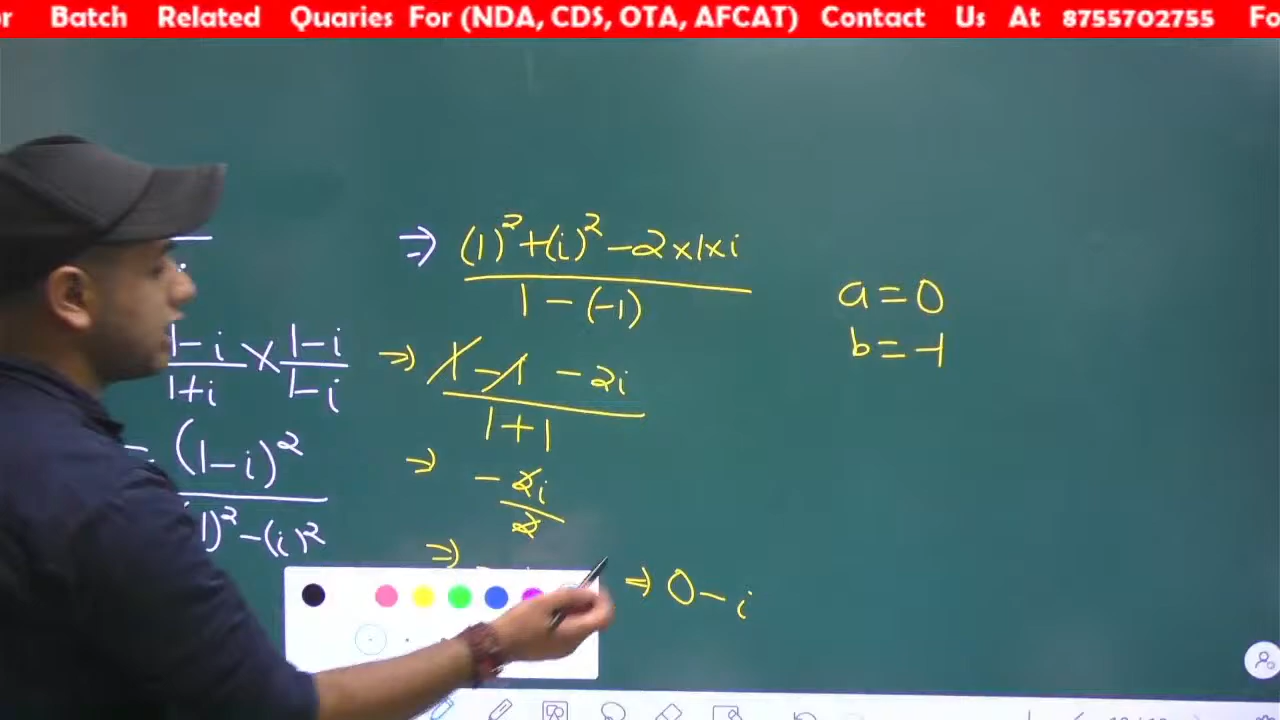 Batch Related Quaries For (NDA, CDS, OTA, AFCAT) Contact Us At 8755702755
1-i/1+i × 1-i/1-i
= (1-i)²
1)² - (i)²
⇒ (1)² + (i)² - 2×1×i
1 - (-1)
⇒ 1 - 1 - 2i
1 + 1
⇒ - 2i
2
⇒
⇒ 0 - i
a = 0
b = -1